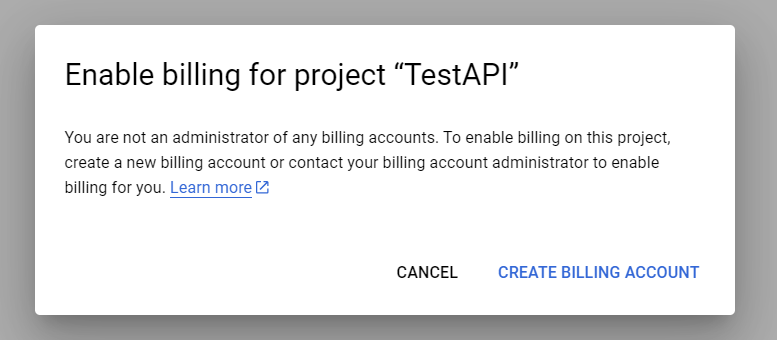 Enable billing for project “TestAPI”
You are not an administrator of any billing accounts. To enable billing on this project,
create a new billing account or contact your billing account administrator to enable
billing for you. Learn more
CANCEL CREATE BILLING ACCOUNT